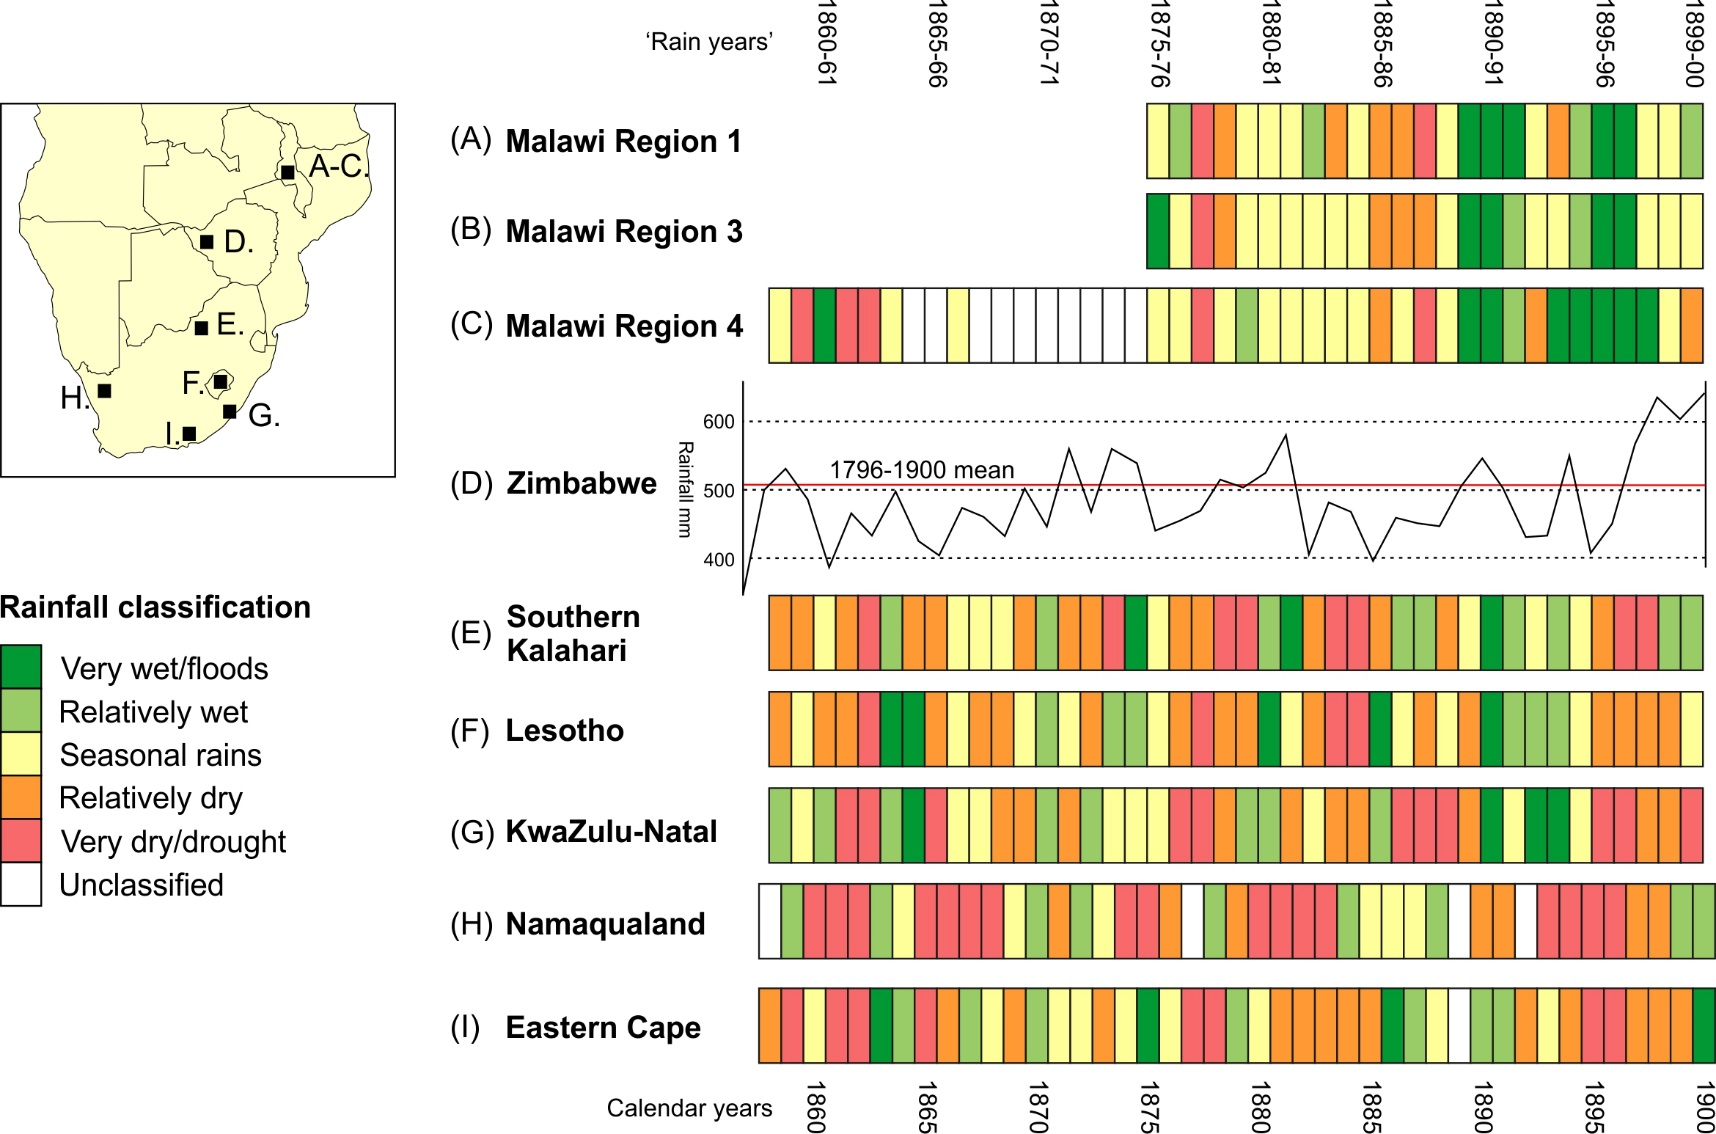 ‘Rain years’
1860-61
1865-66
1870-71
1875-76
1880-81
1885-86
1890-91
1895-96
1899-00
A-C.
D.
E.
F.
G.
H.
I.
(A) Malawi Region 1
(B) Malawi Region 3
(C) Malawi Region 4
(D) Zimbabwe
Rainfall mm
600
500
400
1796-1900 mean
(E) Southern
Kalahari
(F) Lesotho
(G) KwaZulu-Natal
(H) Namaqualand
(I) Eastern Cape
Rainfall classification
Very wet/floods
Relatively wet
Seasonal rains
Relatively dry
Very dry/drought
Unclassified
Calendar years
1860
1865
1870
1875
1880
1885
1890
1895
1900